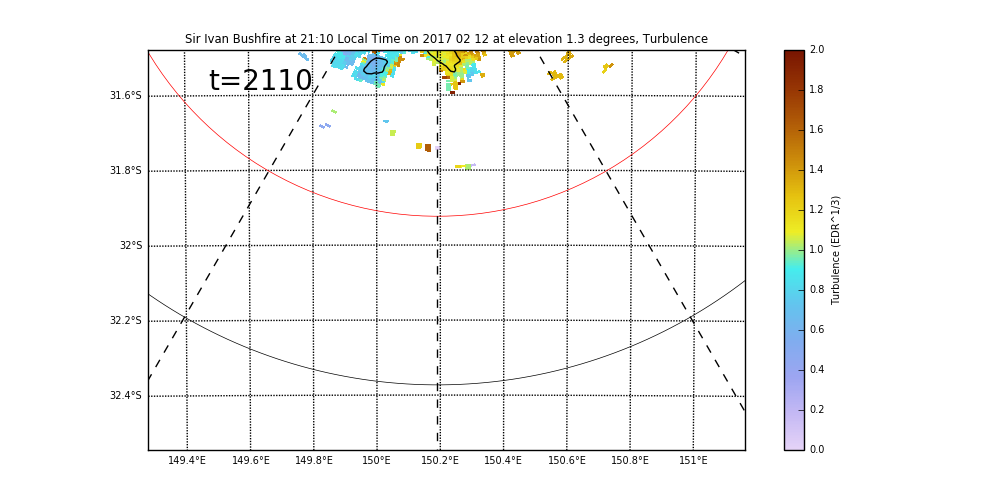 Sir Ivan Bushfire at 21:10 Local Time on 2017 02 12 at elevation 1.3 degrees, Turbulence
t=2110
31.6°S
31.8°S
32°S
32.2°S
32.4°S
149.4°E 149.6°E 149.8°E 150°E 150.2°E 150.4°E 150.6°E 150.8°E 151°E
2.0
1.8
1.6
1.4
1.2
1.0
0.8
0.6
0.4
0.2
0.0
Turbulence (EDR^1/3)